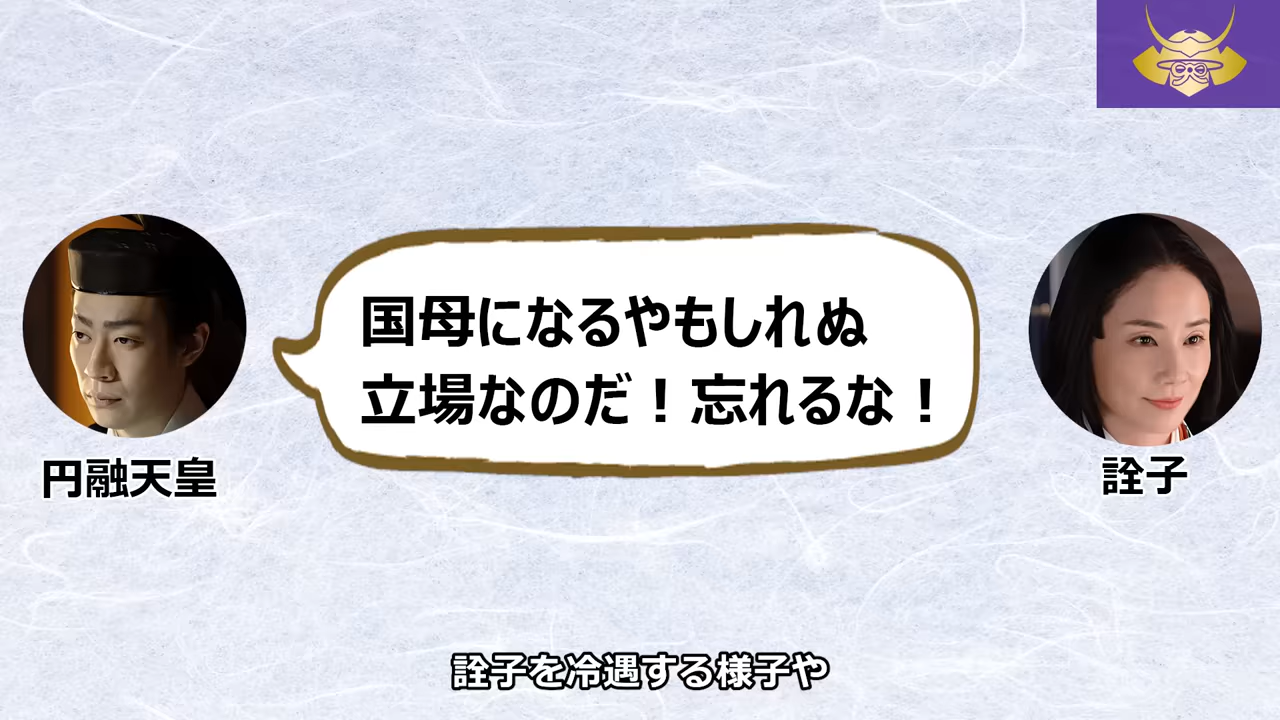 国母になるやもしれぬ
立場なのだ！忘れるな！
円融天皇
詮子
詮子を冷遇する様子や